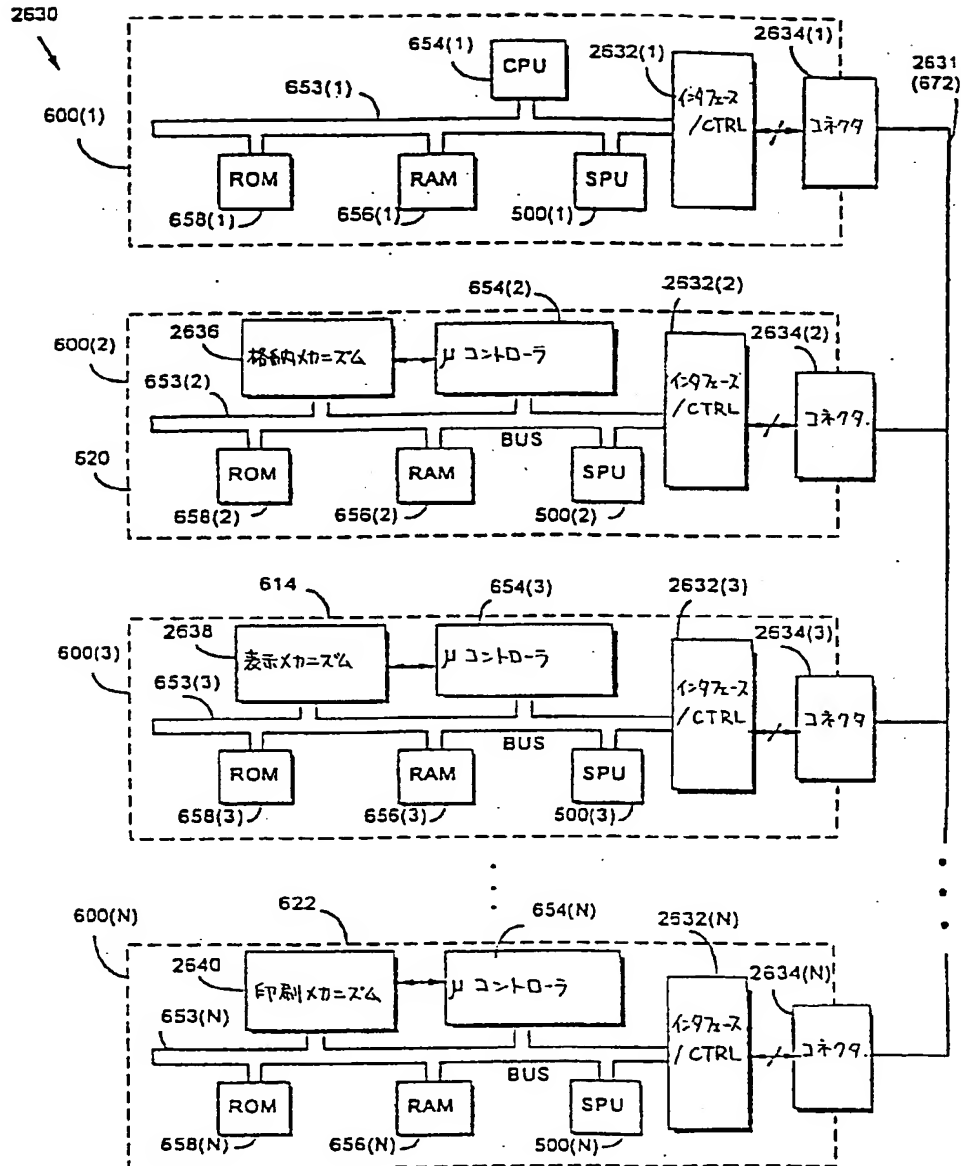 2630
654(1)
2632(1)
2634(1)
2631
(672)
CPU
653(1)
インタフェース
/CTRL
コネクタ
600(1)
ROM
RAM
SPU
658(1)
656(1)
500(1)
654(2)
2632(2)
2636
2634(2)
600(2)
格納メカニズム
μ コントローラ
インタフェース
/CTRL
コネクタ
653(2)
BUS
620
ROM
RAM
SPU
658(2)
656(2)
500(2)
614
654(3)
2632(3)
2638
2634(3)
600(3)
表示メカニズム
μ コントローラ
インタフェース
/CTRL
コネクタ
653(3)
BUS
ROM
RAM
SPU
658(3)
656(3)
500(3)
622
654(N)
2632(N)
600(N)
2640
2634(N)
印刷メカニズム
μ コントローラ
インタフェース
/CTRL
コネクタ
653(N)
BUS
ROM
RAM
SPU
658(N)
656(N)
500(N)